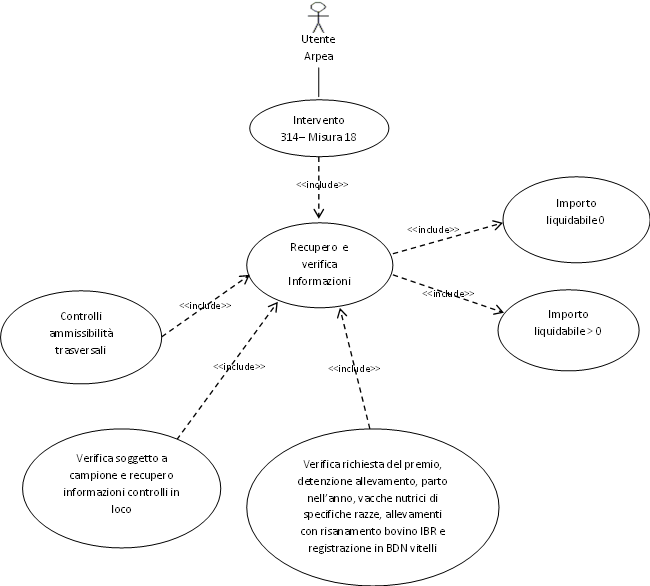 Utente
Arpea
Intervento
314– Misura 18
<<include>>
Importo
liquidabile 0
<<include>>
Recupero e
verifica
Informazioni
<<include>>
<<include>>
Controlli
ammissibilità
trasversali
Importo
liquidabile > 0
<<include>>
<<include>>
Verifica soggetto a
campione e recupero
informazioni controlli in
loco
Verifica richiesta del premio,
detenzione allevamento, parto
nell'anno, vacche nutrici di
specifiche razze, allevamenti
con risanamento bovino IBR e
registrazione in BDN vitelli